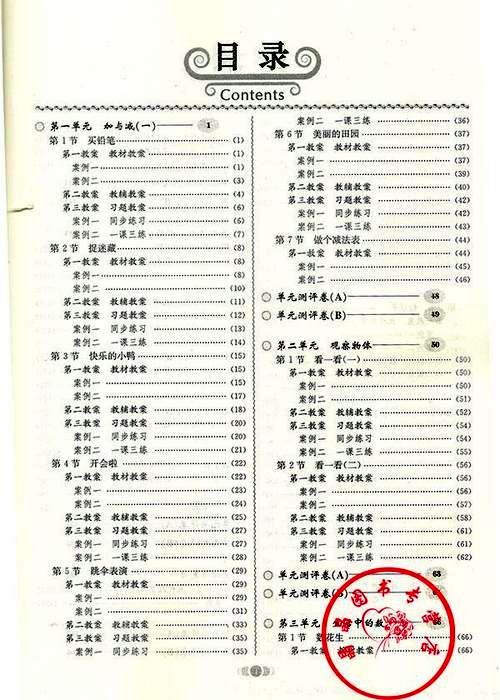 目录
Contents
第一单元 加与减(一) 1
第1节 买铅笔 (1)
第一教案 教材教案 (1)
案例一 (1)
案例二 (3)
第二教案 教辅教案 (4)
第三教案 习题教案 (6)
案例一 同步练习 (5)
案例二 一课三练 (7)
第2节 捉迷藏 (8)
第一教案 教材教案 (8)
案例一 (8)
案例二 (10)
第二教案 教辅教案 (11)
第三教案 习题教案 (12)
案例一 同步练习 (13)
案例二 一课三练 (14)
第3节 快乐的小鸭 (15)
第一教案 教材教案 (15)
案例一 (15)
案例二 (17)
第二教案 教辅教案 (18)
第三教案 习题教案 (20)
案例一 同步练习 (20)
案例二 一课三练 (21)
第4节 开会啦 (22)
第一教案 教材教案 (22)
案例一 (23)
案例二 (24)
第二教案 教辅教案 (25)
第三教案 习题教案 (27)
案例一 同步练习 (27)
案例二 一课三练 (28)
第5节 跳伞表演 (29)
第一教案 教材教案 (29)
案例一 (29)
案例二 (31)
第二教案 教辅教案 (33)
第三教案 习题教案 (35)
案例一 同步练习 (35)
案例二 一课三练 (36)
第6节 美丽的田园 (37)
第一教案 教材教案 (37)
案例一 (37)
案例二 (39)
第二教案 教辅教案 (40)
第三教案 习题教案 (42)
案例一 同步练习 (42)
案例二 一课三练 (43)
第7节 做个减法表 (44)
第一教案 教材教案 (44)
案例一 (45)
案例二 (46)
单元测评卷(A) 48
单元测评卷(B) 49
第二单元 观察物体 50
第1节 看一看(一) (50)
第一教案 教材教案 (50)
案例一 (50)
案例二 (51)
第二教案 教辅教案 (52)
第三教案 习题教案 (54)
案例一 同步练习 (54)
案例二 一课三练 (55)
第2节 看一看(二) (56)
第一教案 教材教案 (56)
案例一 (56)
案例二 (57)
第二教案 教辅教案 (58)
第三教案 习题教案 (61)
案例一 同步练习 (61)
案例二 一课三练 (62)
单元测评卷(A) 63
单元测评卷
第三单元 中的数
第1节 数花生 (66)
第一教案 教材教案 (66)
图书专营店